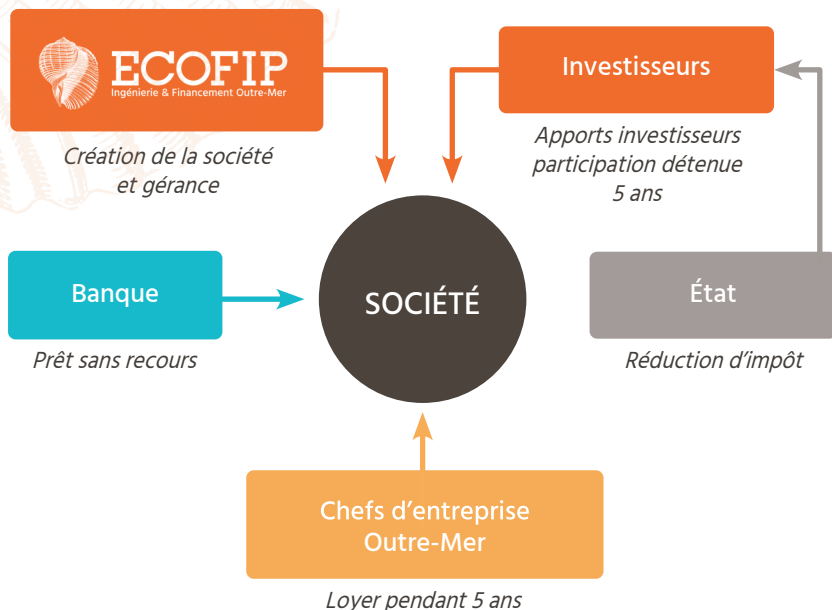 ECOFIP
Ingénierie & Financement Outre-Mer
Création de la société
et gérance
Investisseurs
Apports investisseurs
participation détenue
5 ans
Banque
Prêt sans recours
SOCIÉTÉ
État
Réduction d'impôt
Chefs d'entreprise
Outre-Mer
Loyer pendant 5 ans